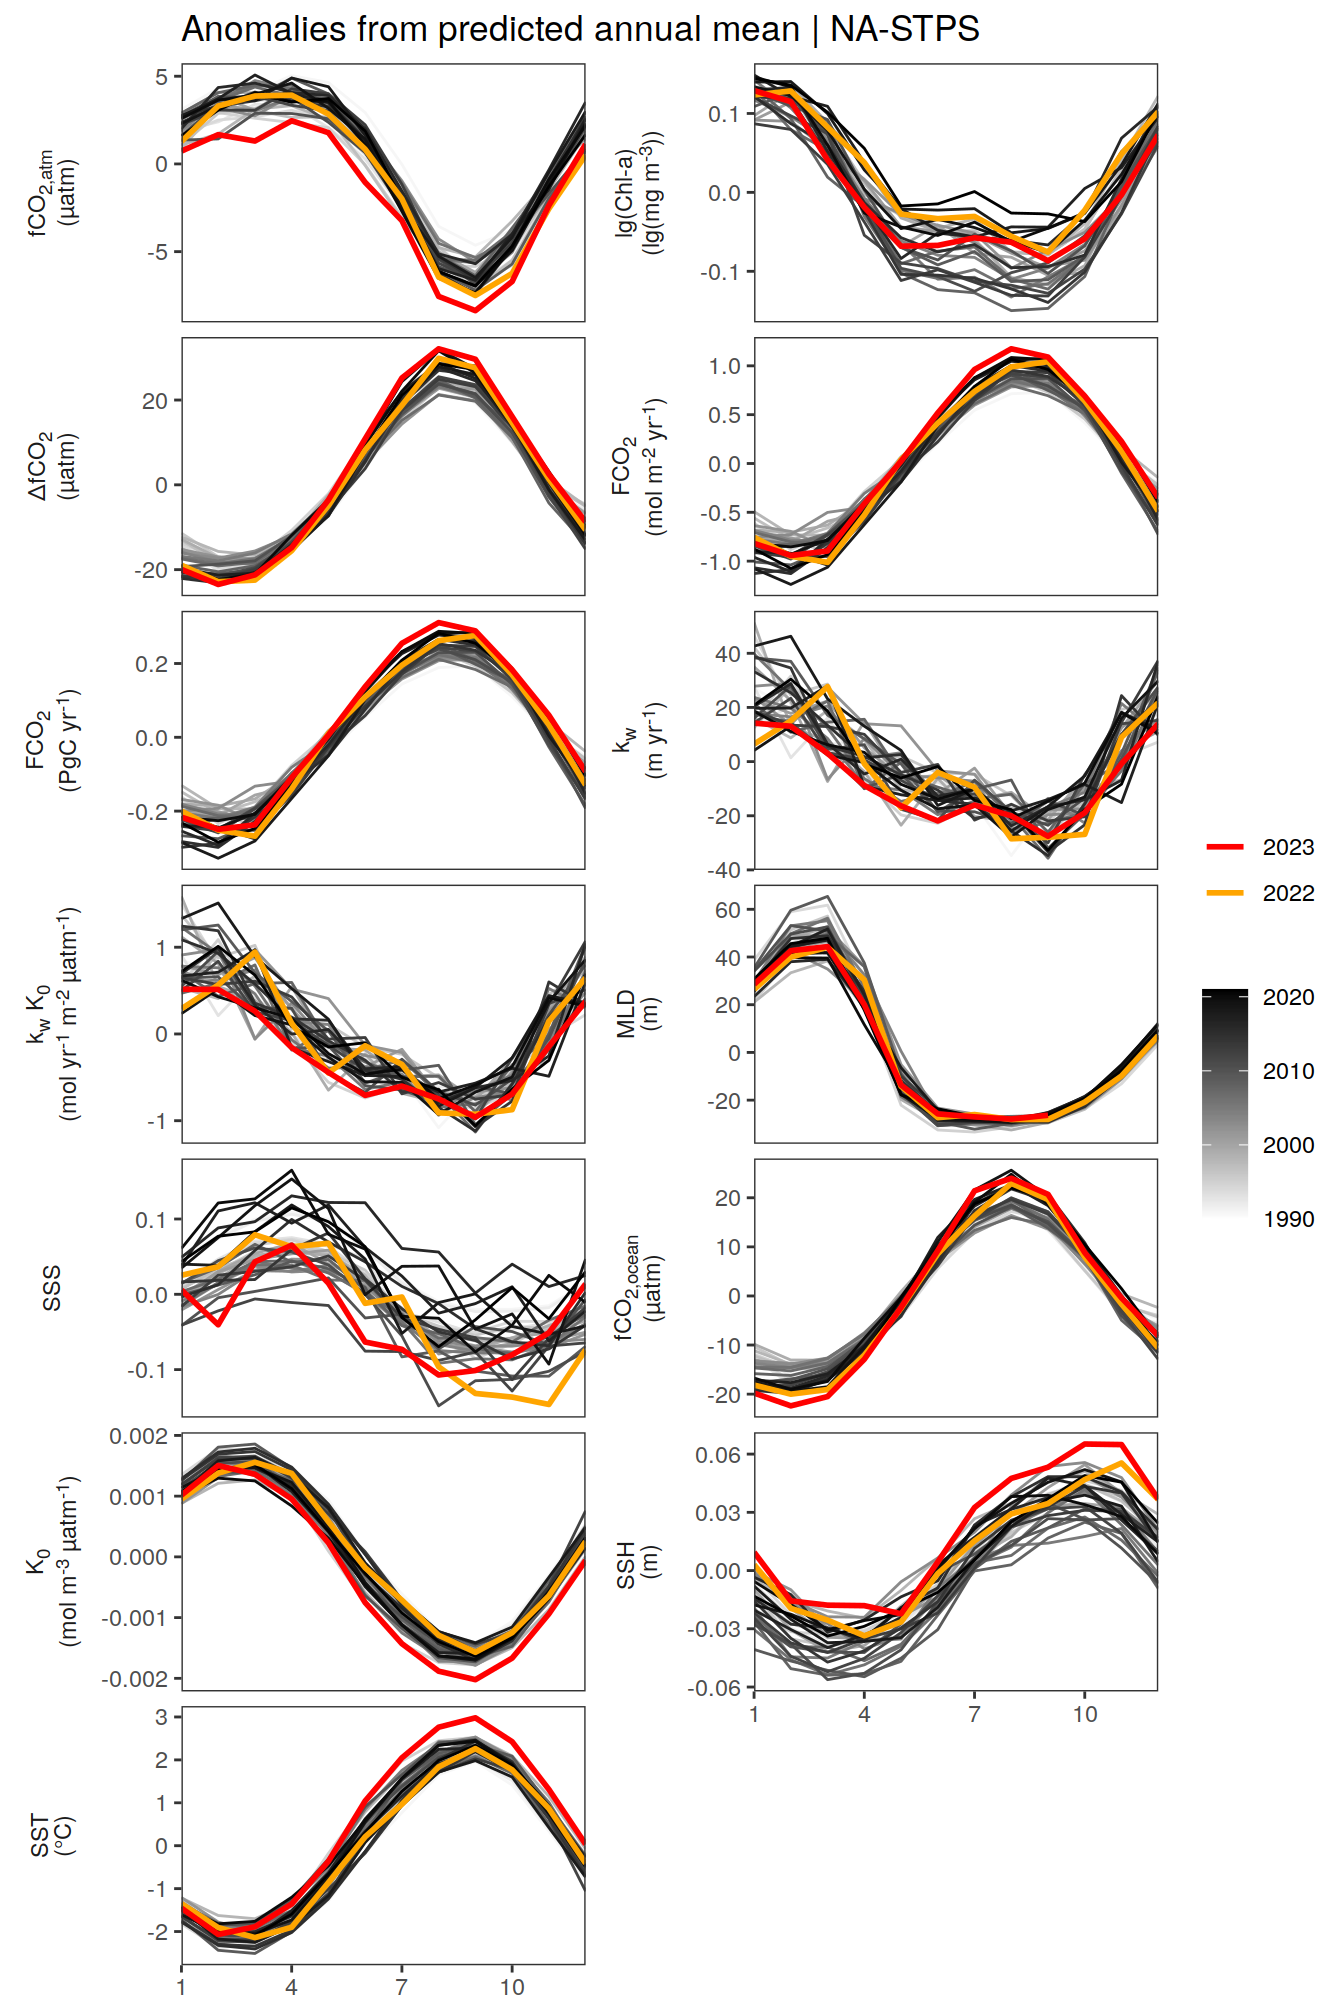 Anomalies from predicted annual mean | NA-STPS
fCO2,atm
(µatm)
5
0
-5
lg(Chl-a)
(lg(mg m-3))
0.1
0.0
-0.1
ΔfCO2
(µatm)
20
0
-20
FCO2
(mol m-2 yr-1)
1.0
0.5
0.0
-0.5
-1.0
FCO2
(PgC yr-1)
0.2
0.0
-0.2
kw
(m yr-1)
40
20
0
-20
-40
kw K0
(mol yr-1 m-2 µatm-1)
1
0
-1
MLD
(m)
60
40
20
0
-20
SSS
0.1
0.0
-0.1
fCO2,ocean
(µatm)
20
10
0
-10
-20
K0
(mol m-3 µatm-1)
0.002
0.001
0.000
-0.001
-0.002
SSH
(m)
0.06
0.03
0.00
-0.03
-0.06
1 4 7 10
SST
(°C)
3
2
1
0
-1
-2
1 4 7 10
2023
2022
2020
2010
2000
1990